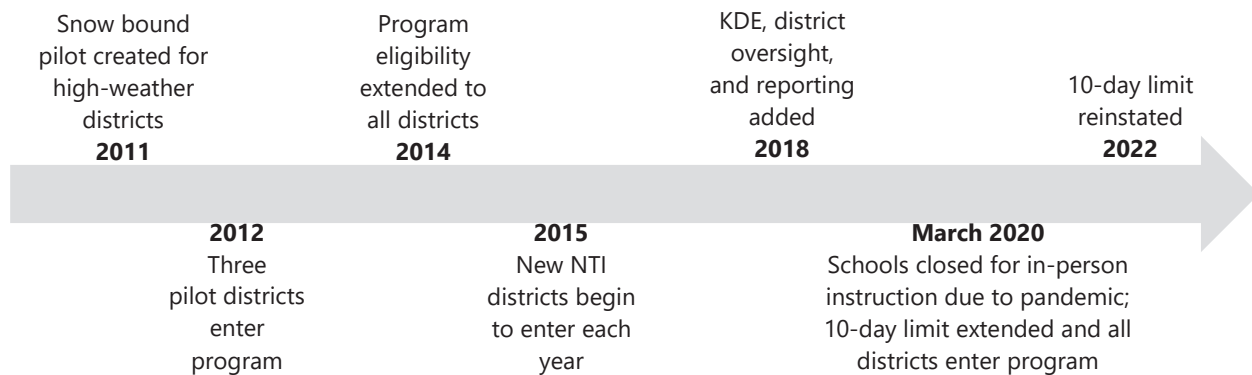 Snow bound
pilot created for
high-weather
districts
2011
Program
eligibility
extended to
all districts
2014
KDE, district
oversight,
and reporting
added
2018
10-day limit
reinstated
2022
2012
Three
pilot districts
enter
program
2015
New NTI
districts begin
to enter each
year
March 2020
Schools closed for in-person
instruction due to pandemic;
10-day limit extended and all
districts enter program